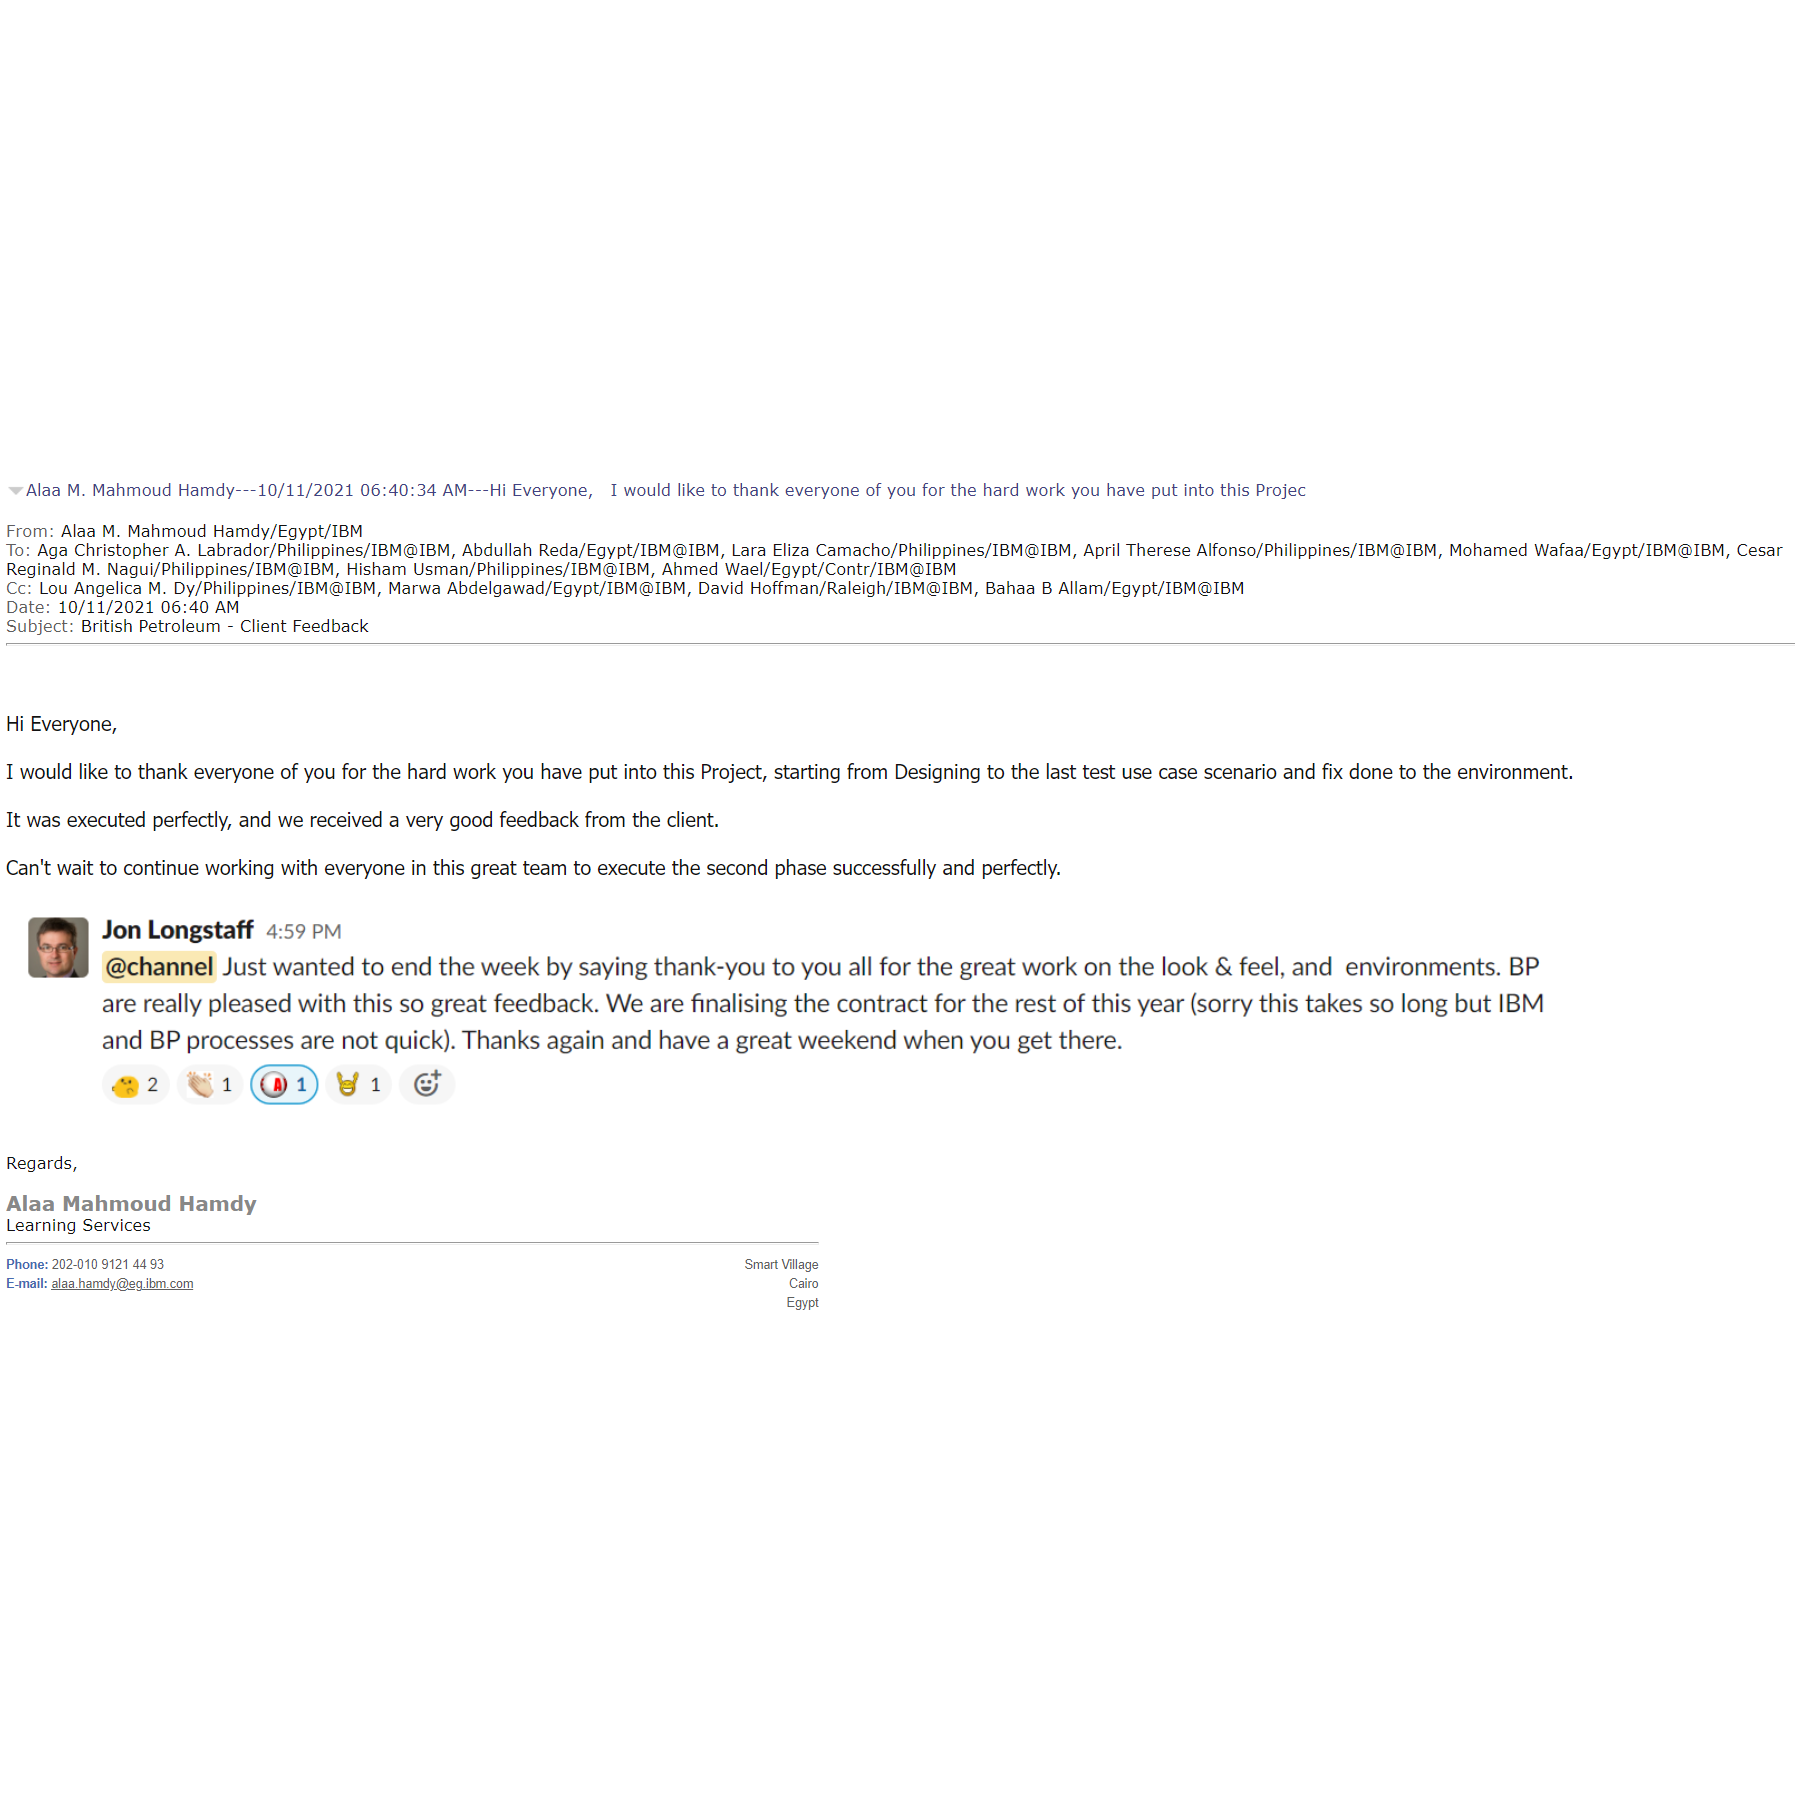 Alaa M. Mahmoud Hamdy---10/11/2021 06:40:34 AM---Hi Everyone,   I would like to thank everyone of you for the hard work you have put into this Projec
From: Alaa M. Mahmoud Hamdy/Egypt/IBM
To: Aga Christopher A. Labrador/Philippines/IBM@IBM, Abdullah Reda/Egypt/IBM@IBM, Lara Eliza Camacho/Philippines/IBM@IBM, April Therese Alfonso/Philippines/IBM@IBM, Mohamed Wafaa/Egypt/IBM@IBM, Cesar
Reginald M. Nagui/Philippines/IBM@IBM, Hisham Usman/Philippines/IBM@IBM, Ahmed Wael/Egypt/Contr/IBM@IBM
Cc: Lou Angelica M. Dy/Philippines/IBM@IBM, Marwa Abdelgawad/Egypt/IBM@IBM, David Hoffman/Raleigh/IBM@IBM, Bahaa B Allam/Egypt/IBM@IBM
Date: 10/11/2021 06:40 AM
Subject: British Petroleum - Client Feedback
Hi Everyone,
I would like to thank everyone of you for the hard work you have put into this Project, starting from Designing to the last test use case scenario and fix done to the environment.
It was executed perfectly, and we received a very good feedback from the client.
Can't wait to continue working with everyone in this great team to execute the second phase successfully and perfectly.
Jon Longstaff 4:59 PM
@channel Just wanted to end the week by saying thank-you to you all for the great work on the look & feel, and  environments. BP
are really pleased with this so great feedback. We are finalising the contract for the rest of this year (sorry this takes so long but IBM
and BP processes are not quick). Thanks again and have a great weekend when you get there.
2 1 A 1 1
Regards,
Alaa Mahmoud Hamdy
Learning Services
Phone: 202-010 9121 44 93 Smart Village
E-mail: alaa.hamdy@eg.ibm.com Cairo
Egypt